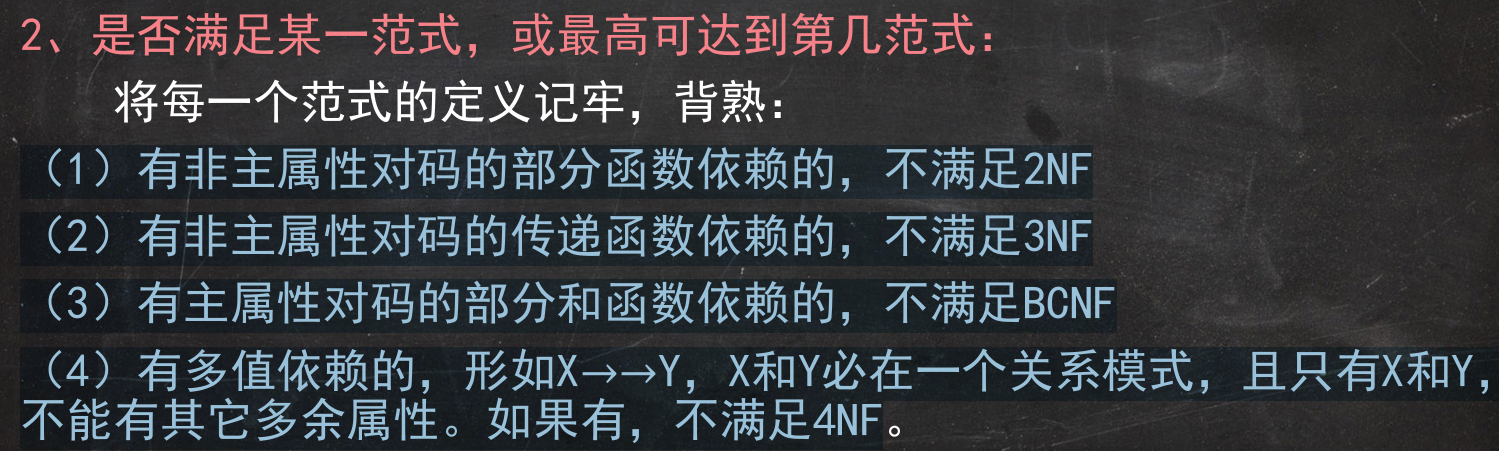 2、是否满足某一范式，或最高可达到第几范式：
将每一个范式的定义记牢，背熟：
（1）有非主属性对码的部分函数依赖的，不满足2NF
（2）有非主属性对码的传递函数依赖的，不满足3NF
（3）有主属性对码的部分和函数依赖的，不满足BCNF
（4）有多值依赖的，形如X→→Y，X和Y必在一个关系模式，且只有X和Y，
不能有其它多余属性。如果有，不满足4NF。